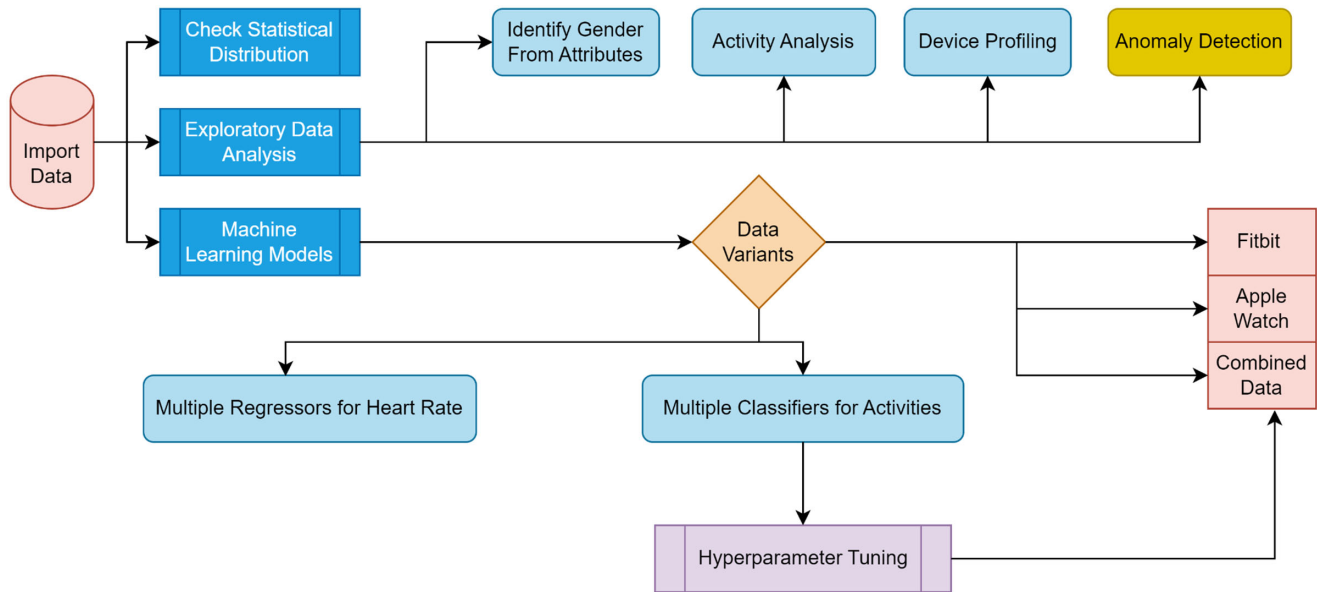 Check Statistical
Distribution
Identify Gender
From Attributes
Activity Analysis
Device Profiling
Anomaly Detection
Import
Data
Exploratory Data
Analysis
Machine
Learning Models
Data
Variants
Fitbit
Apple
Watch
Combined
Data
Multiple Regressors for Heart Rate
Multiple Classifiers for Activities
Hyperparameter Tuning